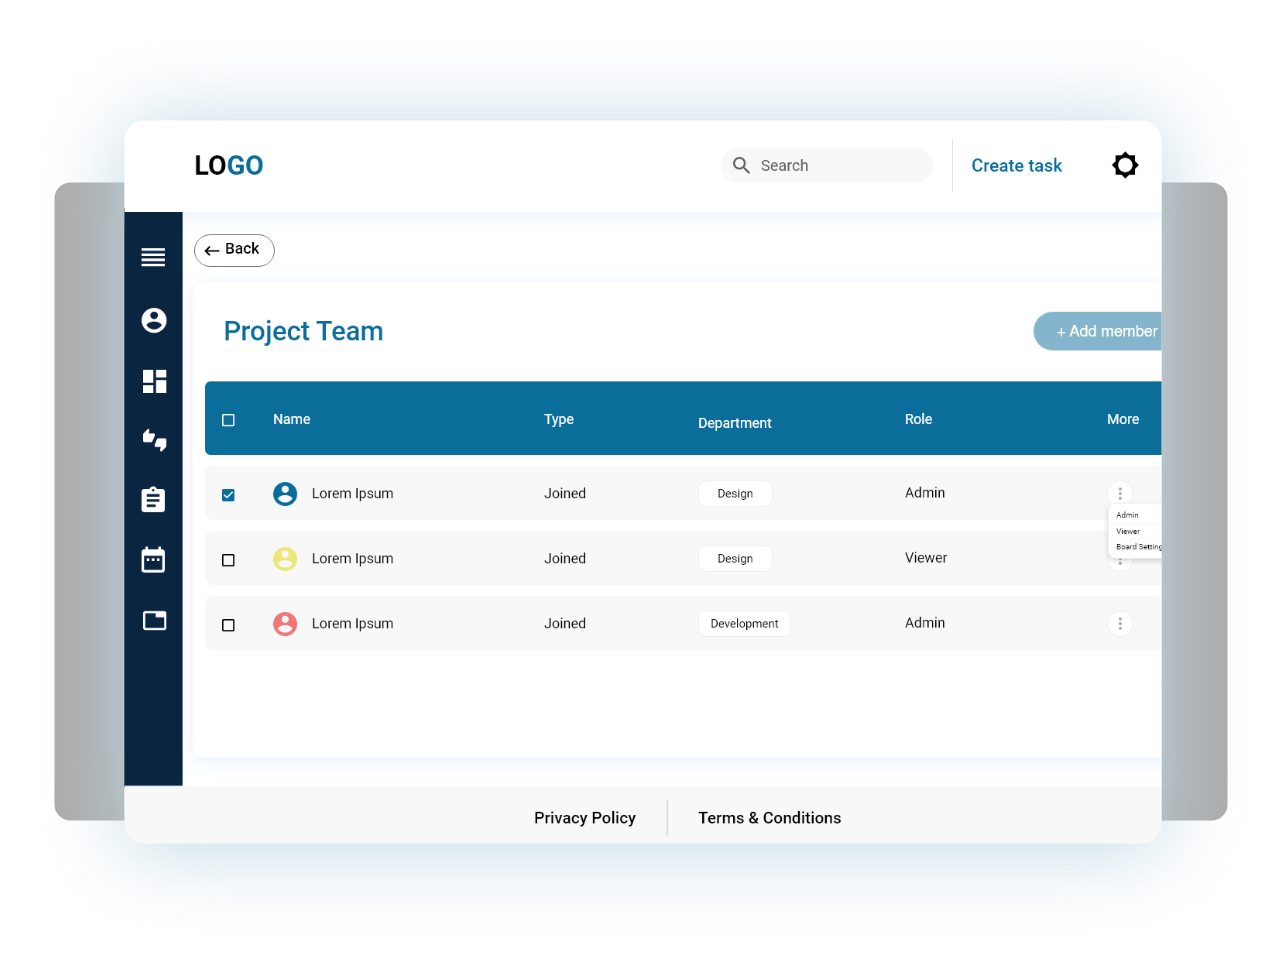 LOGO
Search
Create task
Back
Project Team
+ Add member
Name Type Department Role More
Lorem Ipsum Joined Design Admin
Admin
Viewer
Board Setting
Lorem Ipsum Joined Design Viewer
Lorem Ipsum Joined Development Admin
Privacy Policy Terms & Conditions